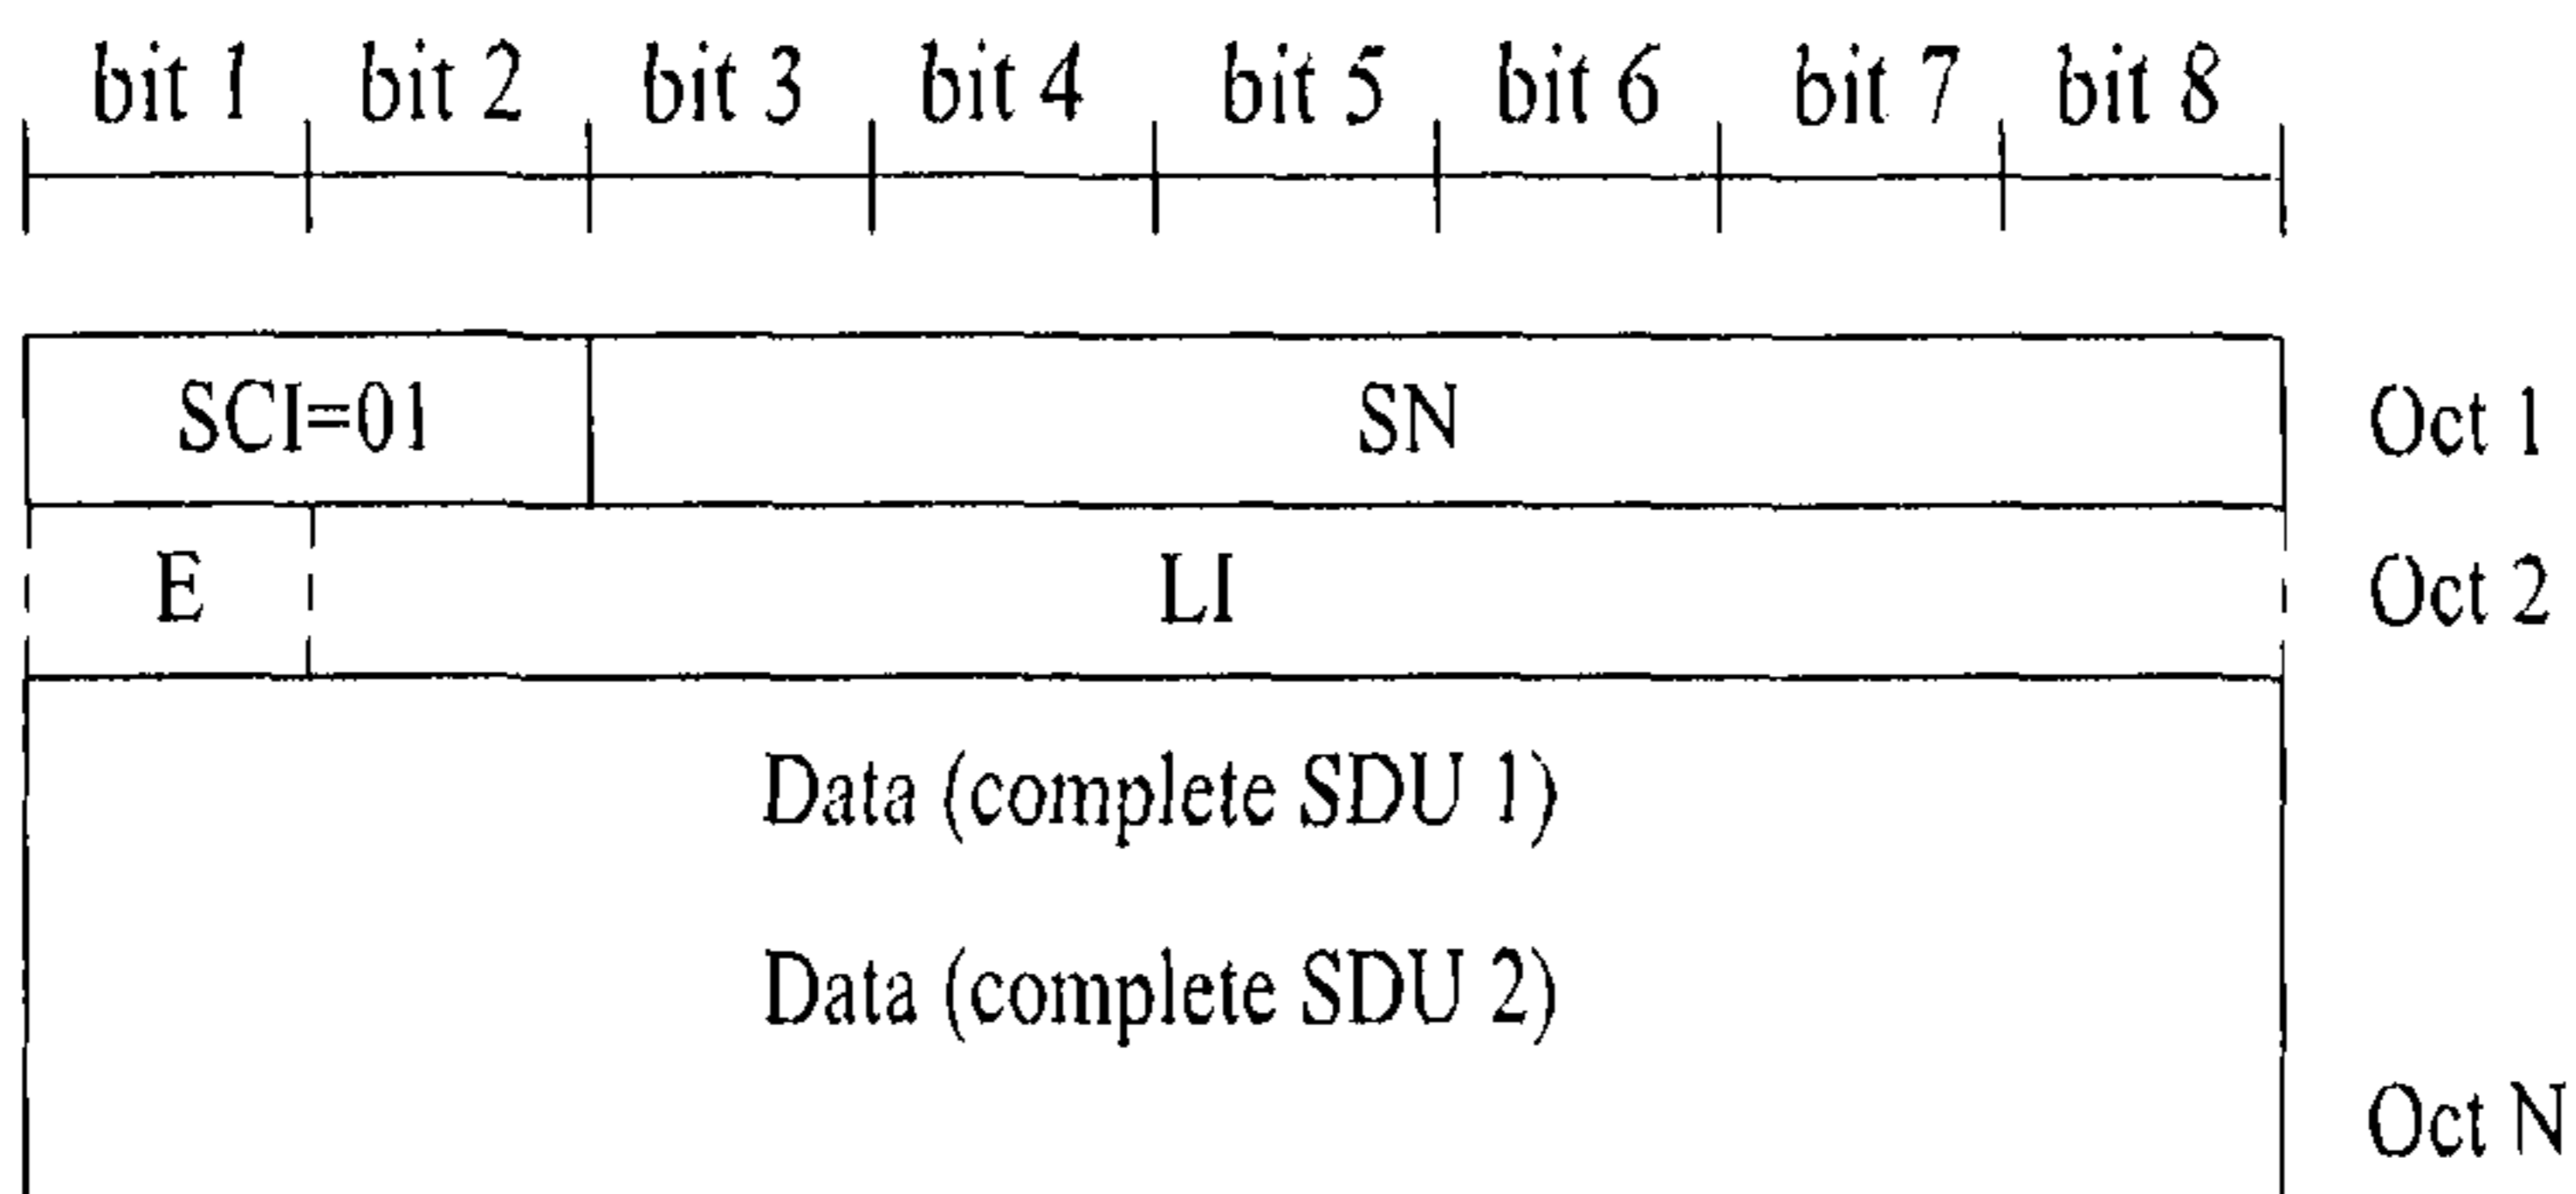 bit 1 bit 2 bit 3 bit 4 bit 5 bit 6 bit 7 bit 8
SCI=01 SN Oct 1
E LI Oct 2
Data (complete SDU 1)
Data (complete SDU 2)
Oct N